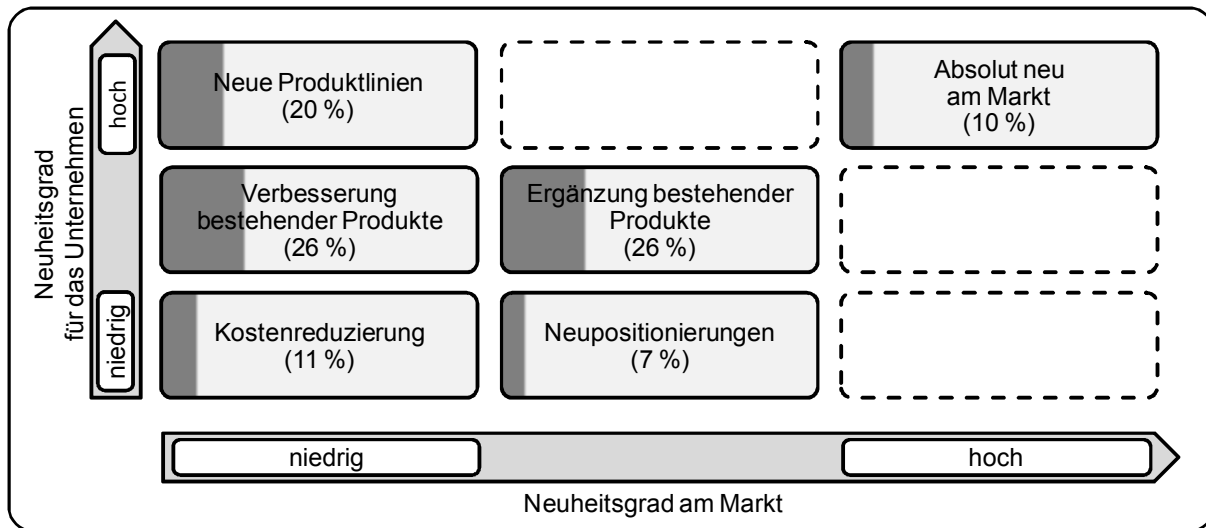 Neuheitsgrad
für das Unternehmen
hoch
niedrig
Neue Produktlinien
(20 %)
Absolut neu
am Markt
(10 %)
Verbesserung
bestehender Produkte
(26 %)
Ergänzung bestehender
Produkte
(26 %)
Kostenreduzierung
(11 %)
Neupositionierungen
(7 %)
niedrig
hoch
Neuheitsgrad am Markt